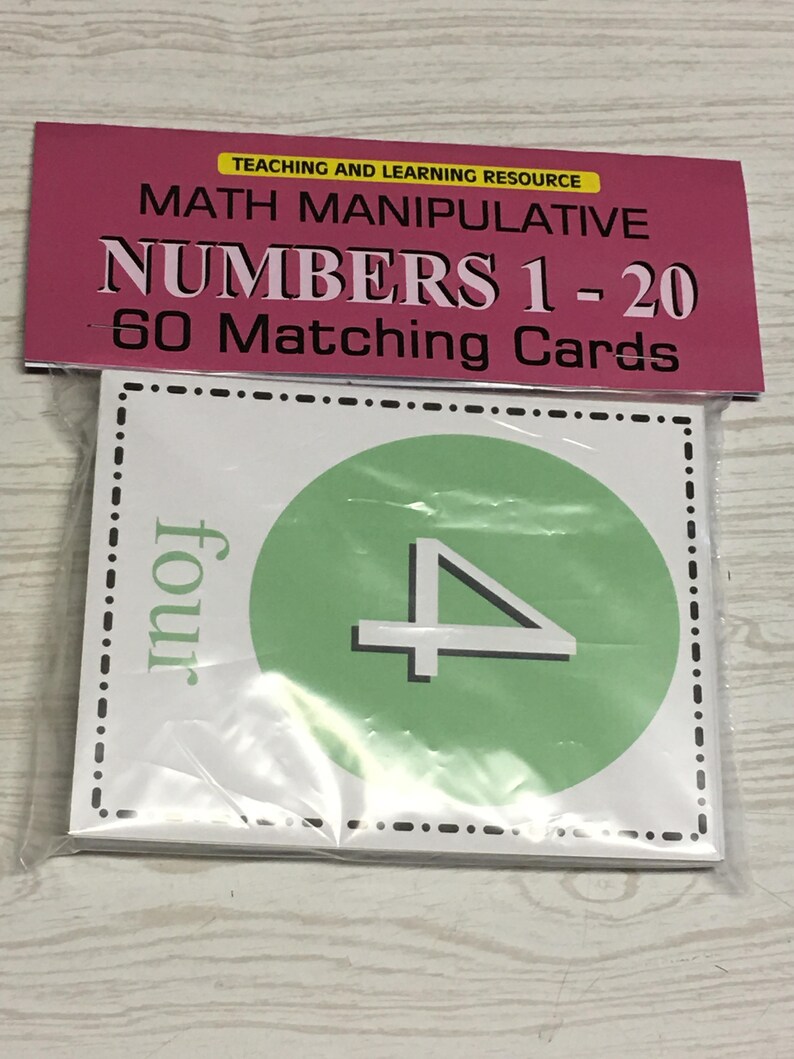 TEACHING AND LEARNING RESOURCE
MATH MANIPULATIVE
NUMBERS 1 - 20
60 Matching Cards
4
four